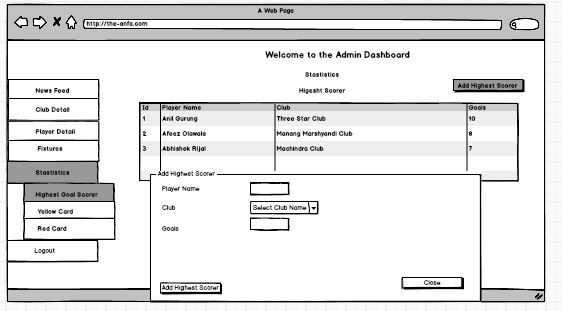 A Web Page
http://the-anfa.com
Welcome to the Admin Dashboard
Stastistics
Higesht Scorer
Add Highest Scorer
News Feed
Club Detail
Player Detail
Fixtures
Stastistics
Highest Goal Scorer
Yellow Card
Red Card
Logout
Id Player Name Club Goals
1 Anil Gurung Three Star Club 10
2 Afeez Olawale Manang Marshyandi Club 8
3 Abhishek Rijal Machindra Club 7
Add Highest Scorer
Player Name
Club Select Club Name
Goals
Add Highest Scorer
Close